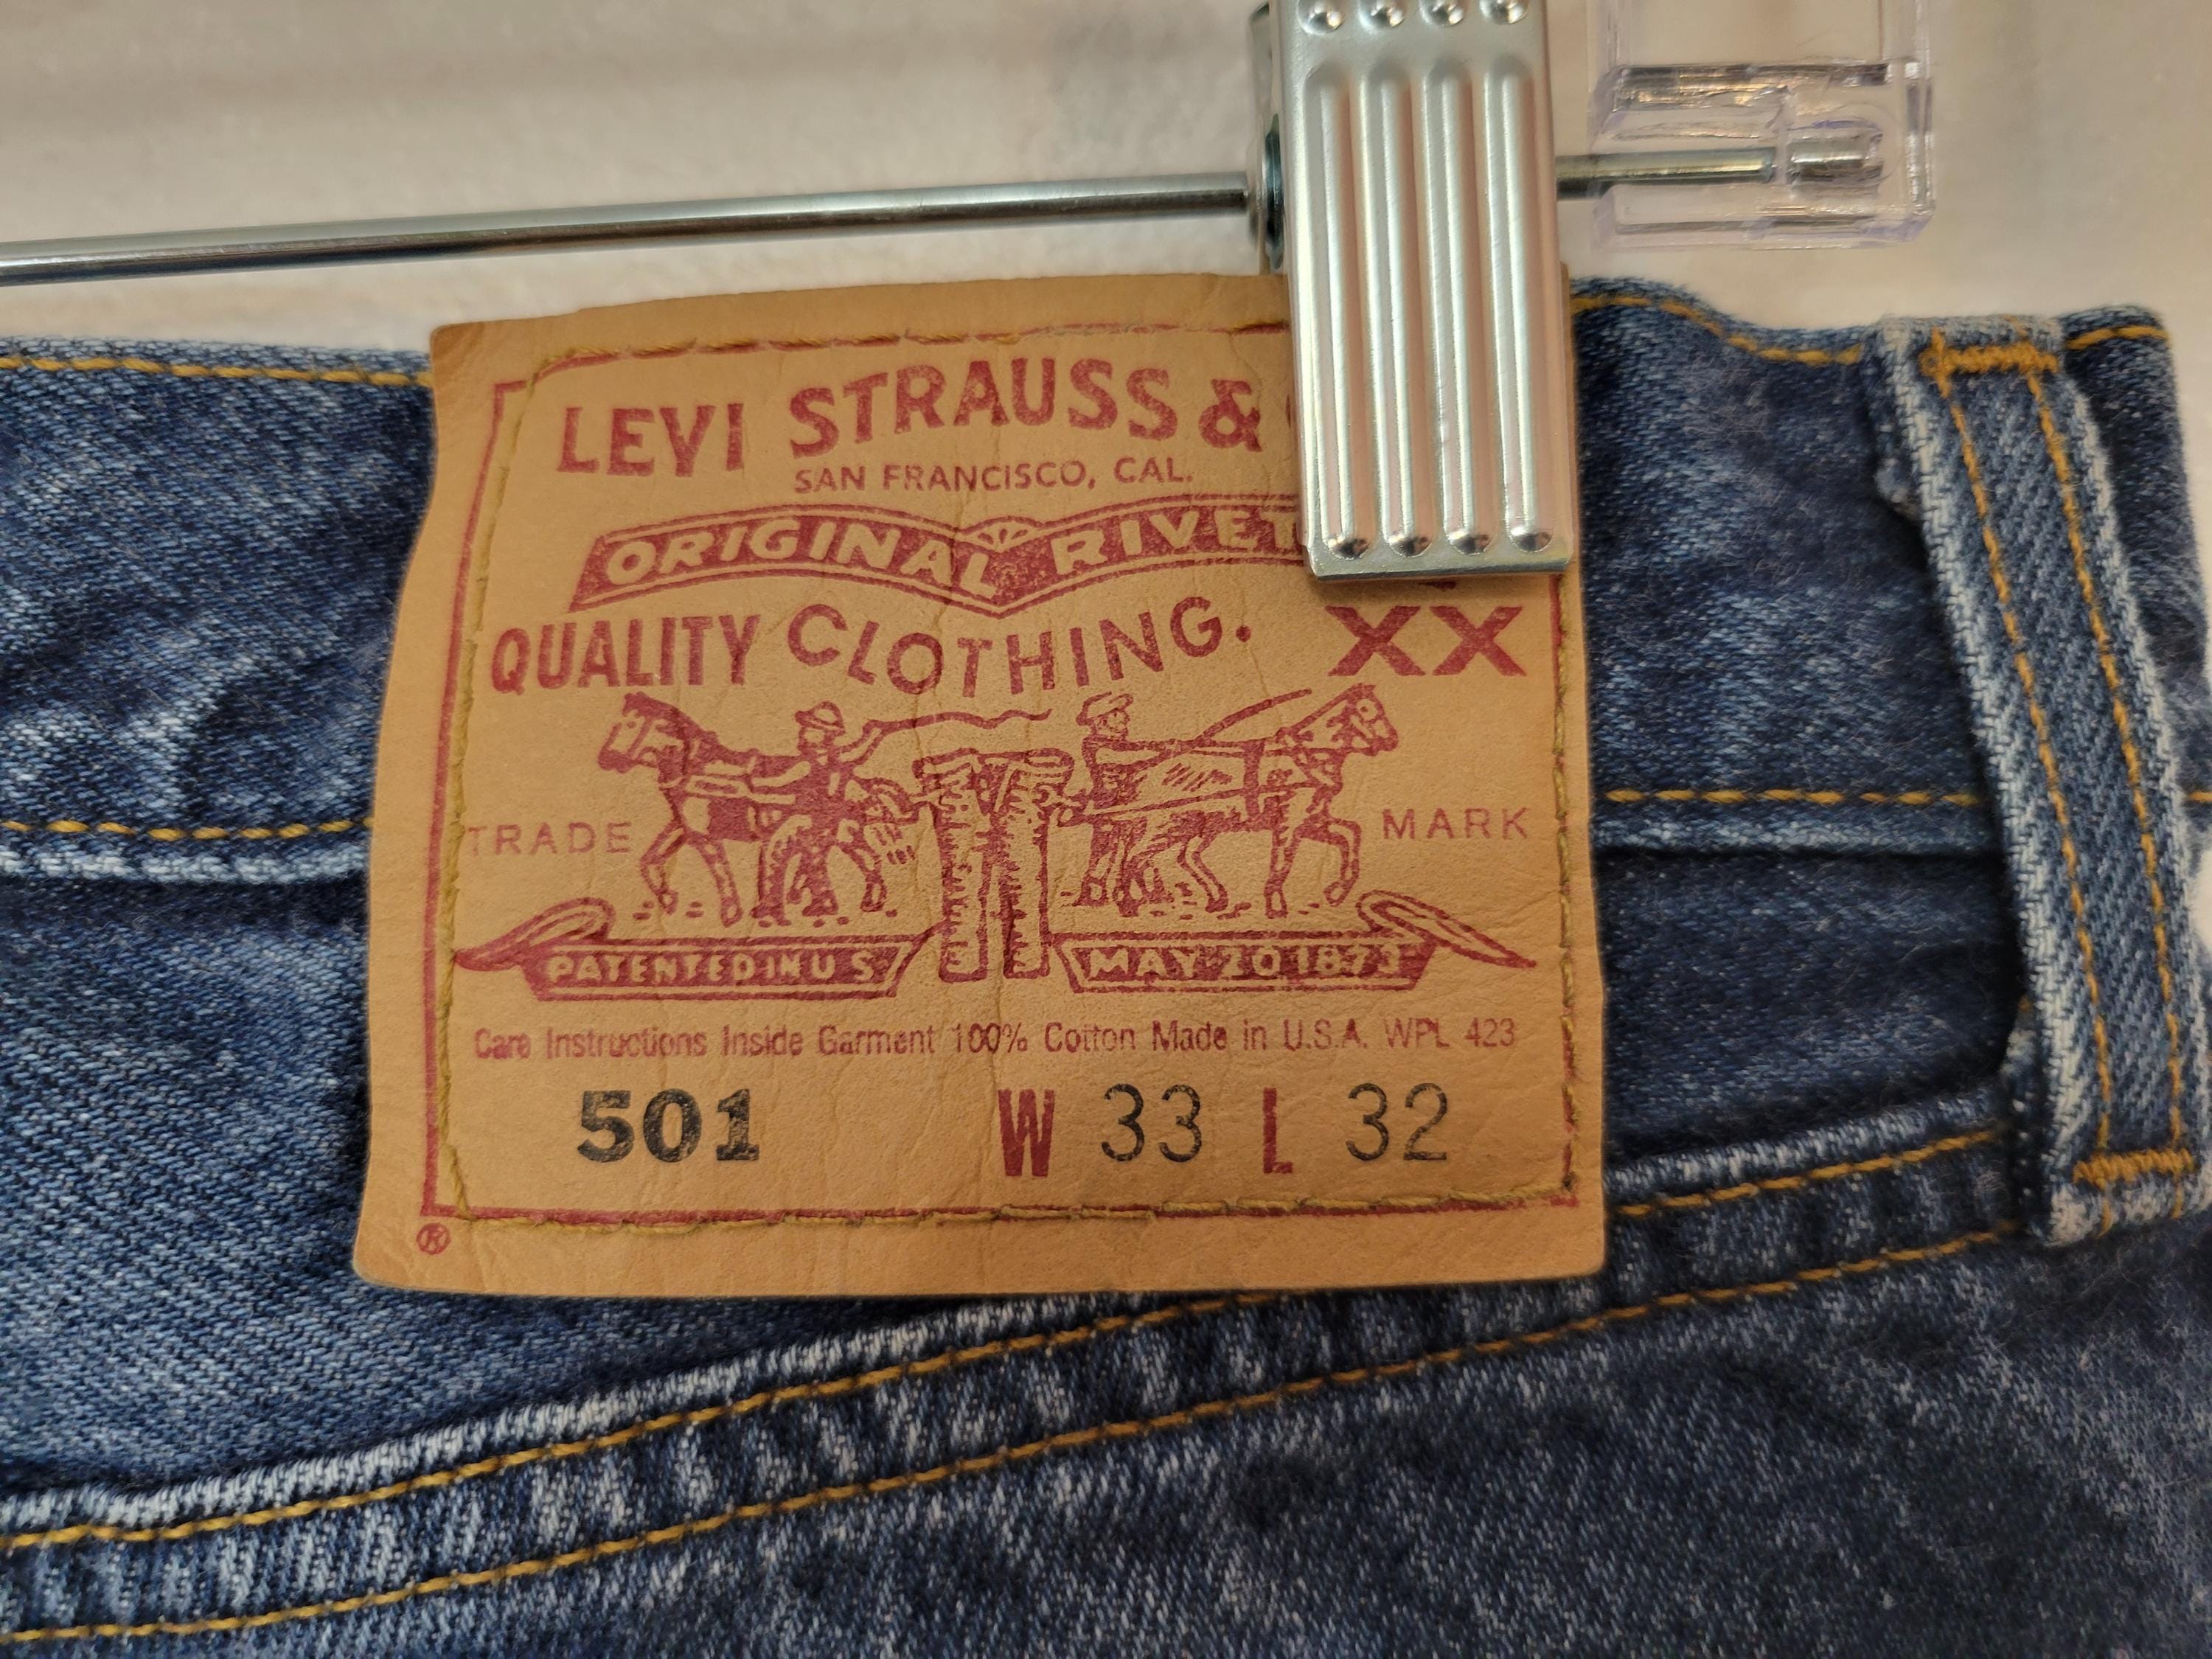 LEVI STRAUSS &
SAN FRANCISCO, CAL.
ORIGINAL RIVET
QUALITY CLOTHING. XX
TRADE MARK
PATENTED IN U S MAY 20 1873
Care Instructions Inside Garment 100% Cotton Made in U.S.A. WPL 423
501 W 33 L 32
®